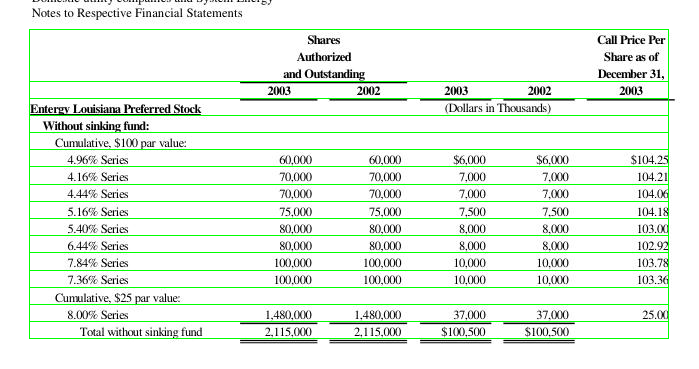 Domestic utility companies and System Energy
Notes to Respective Financial Statements
Shares Call Price Per
Authorized Share as of
and Outstanding December 31,
2003 2002 2003 2002 2003
Entergy Louisiana Preferred Stock (Dollars in Thousands)
Without sinking fund:
Cumulative, $100 par value:
4.96% Series 60,000 60,000 $6,000 $6,000 $104.25
4.16% Series 70,000 70,000 7,000 7,000 104.21
4.44% Series 70,000 70,000 7,000 7,000 104.06
5.16% Series 75,000 75,000 7,500 7,500 104.18
5.40% Series 80,000 80,000 8,000 8,000 103.00
6.44% Series 80,000 80,000 8,000 8,000 102.92
7.84% Series 100,000 100,000 10,000 10,000 103.78
7.36% Series 100,000 100,000 10,000 10,000 103.36
Cumulative, $25 par value:
8.00% Series 1,480,000 1,480,000 37,000 37,000 25.00
Total without sinking fund 2,115,000 2,115,000 $100,500 $100,500